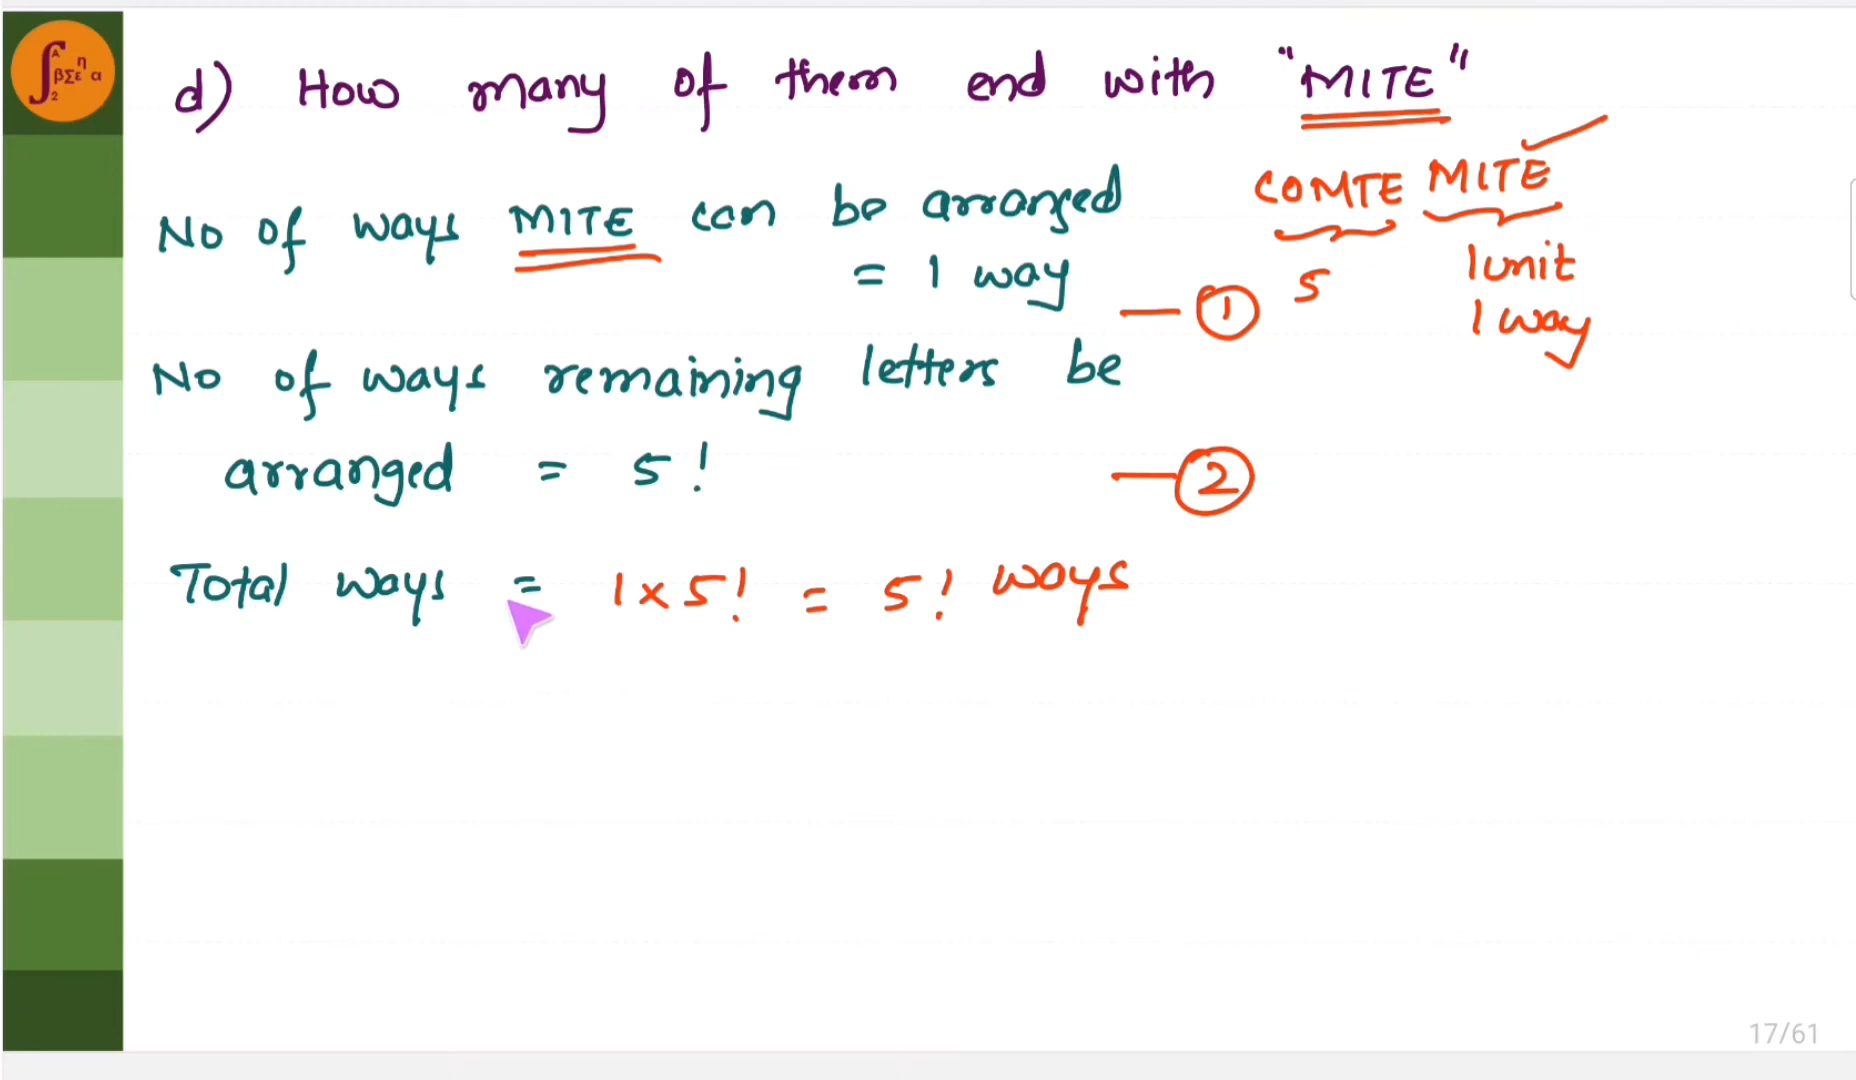 d) How many of them end with "MITE"
COMTE MITE
No of ways MITE can be arranged
= 1 way
5
1 unit
1 way
— ①
No of ways remaining letters be
arranged = 5!
— ②
Total ways = 1 × 5! = 5! ways
17/61